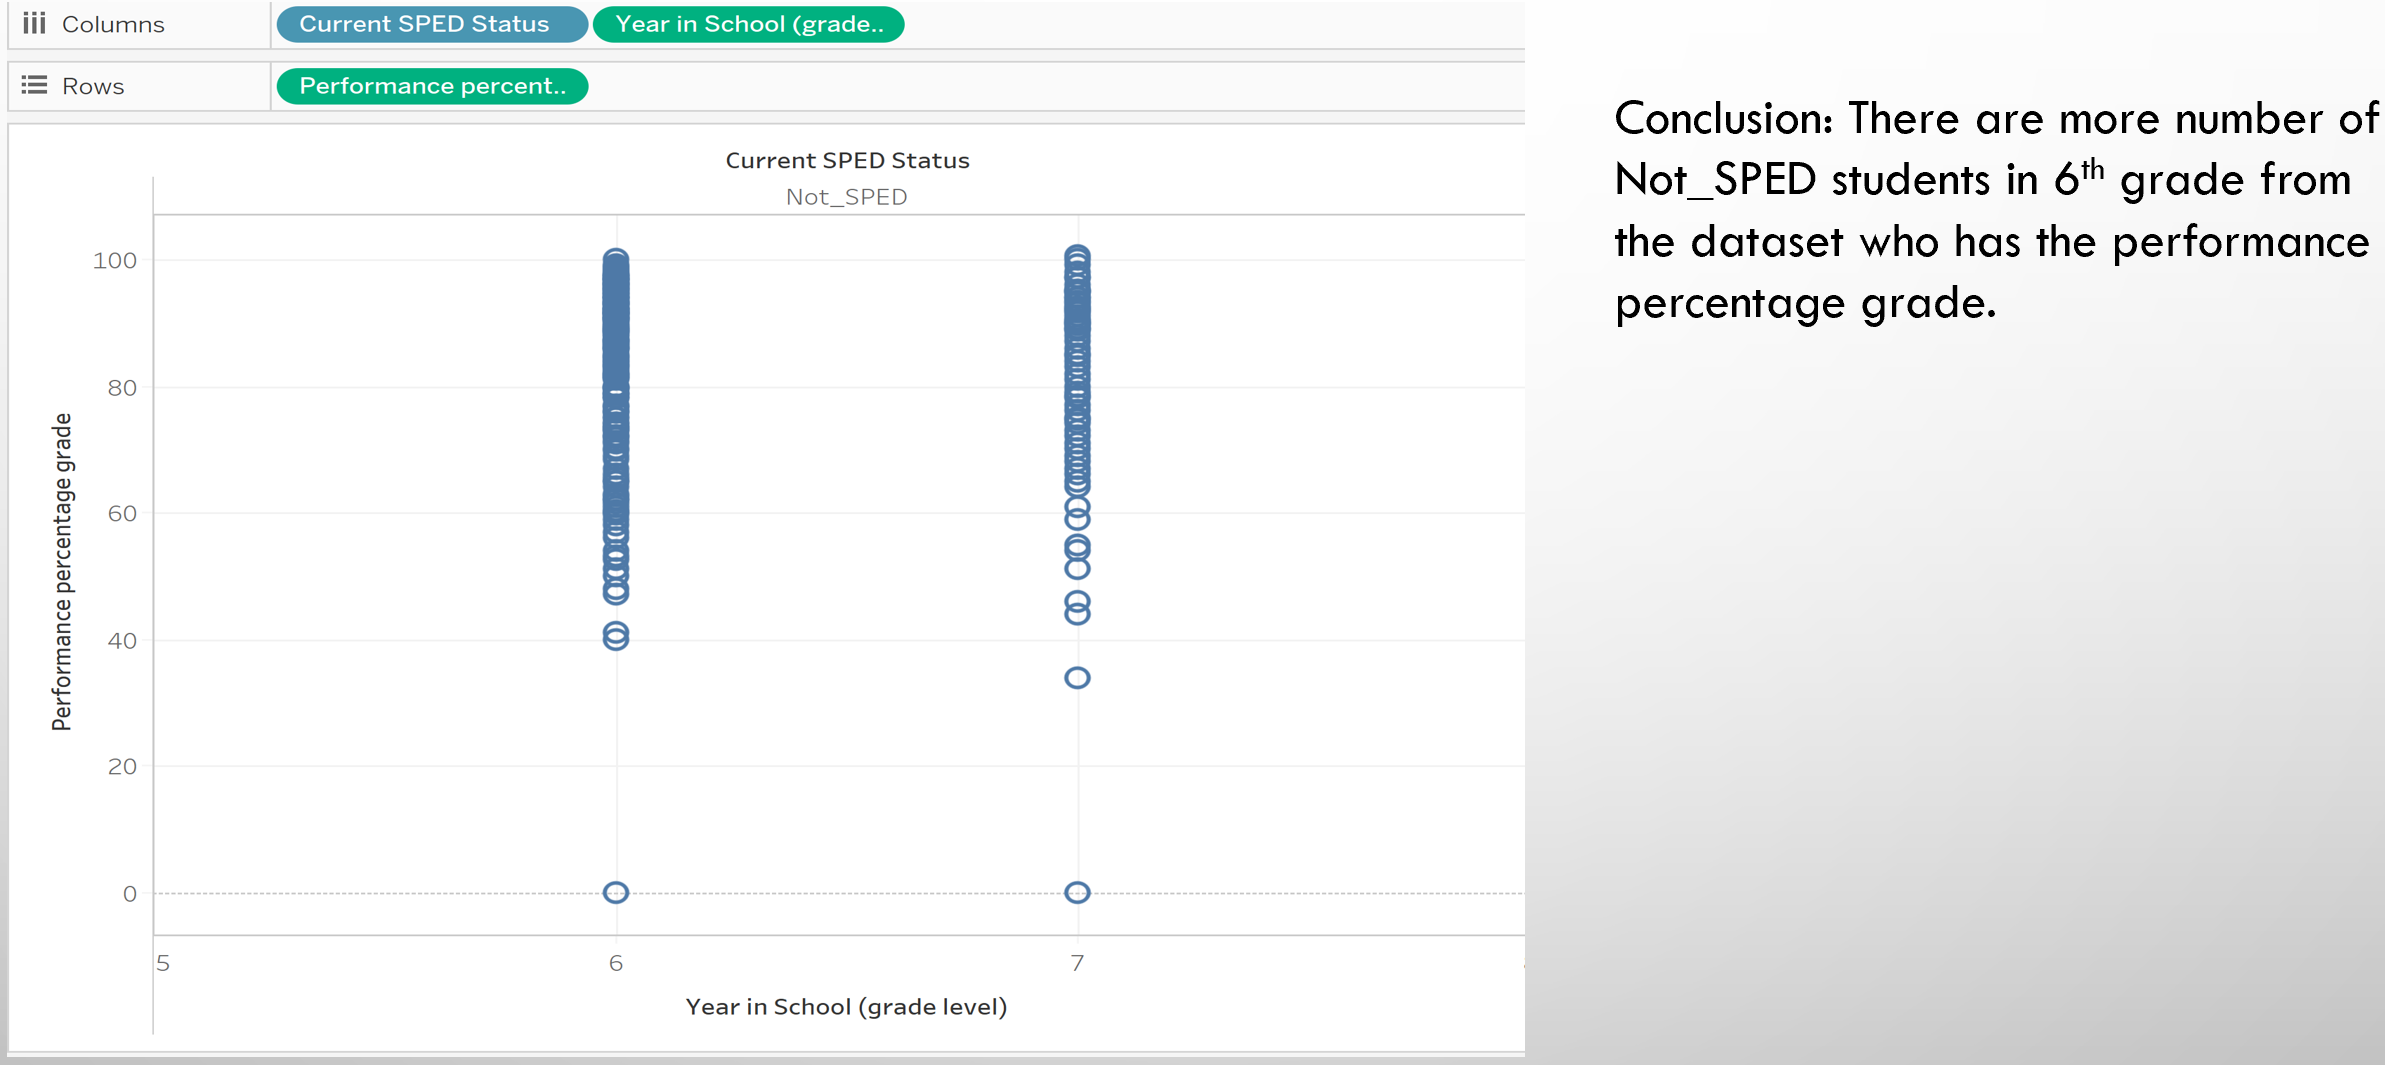 Columns
Current SPED Status
Year in School (grade..
Rows
Performance percent..
Current SPED Status
Not_SPED
Performance percentage grade
100
80
60
40
20
0
5
6
7
Year in School (grade level)
Conclusion: There are more number of
Not_SPED students in 6th grade from
the dataset who has the performance
percentage grade.